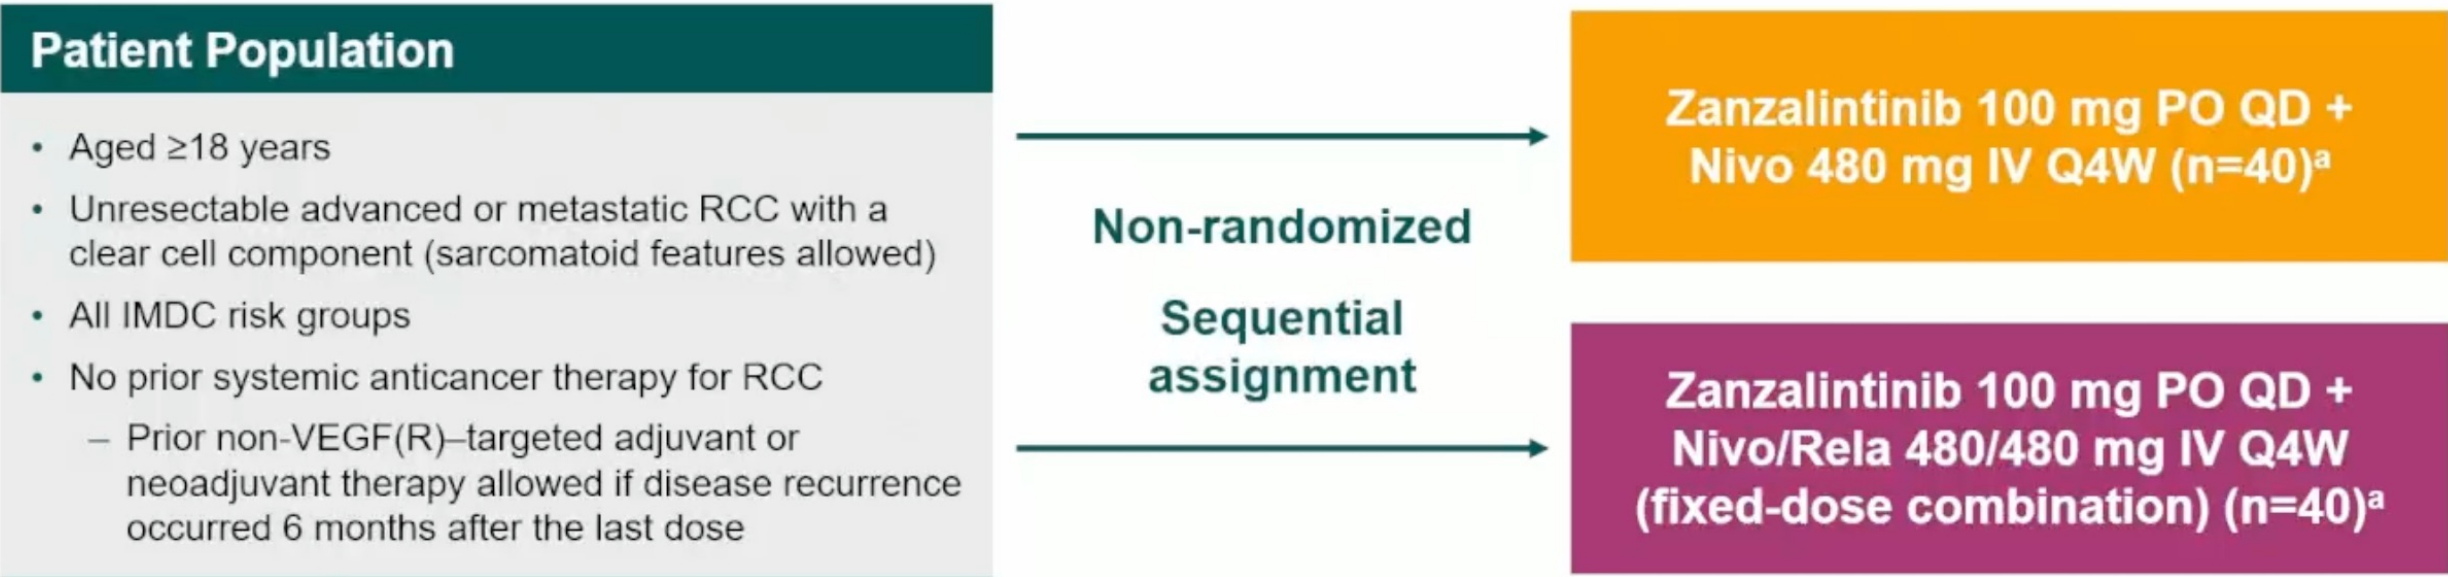 Patient Population
• Aged ≥18 years
• Unresectable advanced or metastatic RCC with a
clear cell component (sarcomatoid features allowed)
• All IMDC risk groups
• No prior systemic anticancer therapy for RCC
– Prior non-VEGF(R)–targeted adjuvant or
neoadjuvant therapy allowed if disease recurrence
occurred 6 months after the last dose
Non-randomized
Sequential
assignment
Zanzalintinib 100 mg PO QD +
Nivo 480 mg IV Q4W (n=40)ᵃ
Zanzalintinib 100 mg PO QD +
Nivo/Rela 480/480 mg IV Q4W
(fixed-dose combination) (n=40)ᵃ